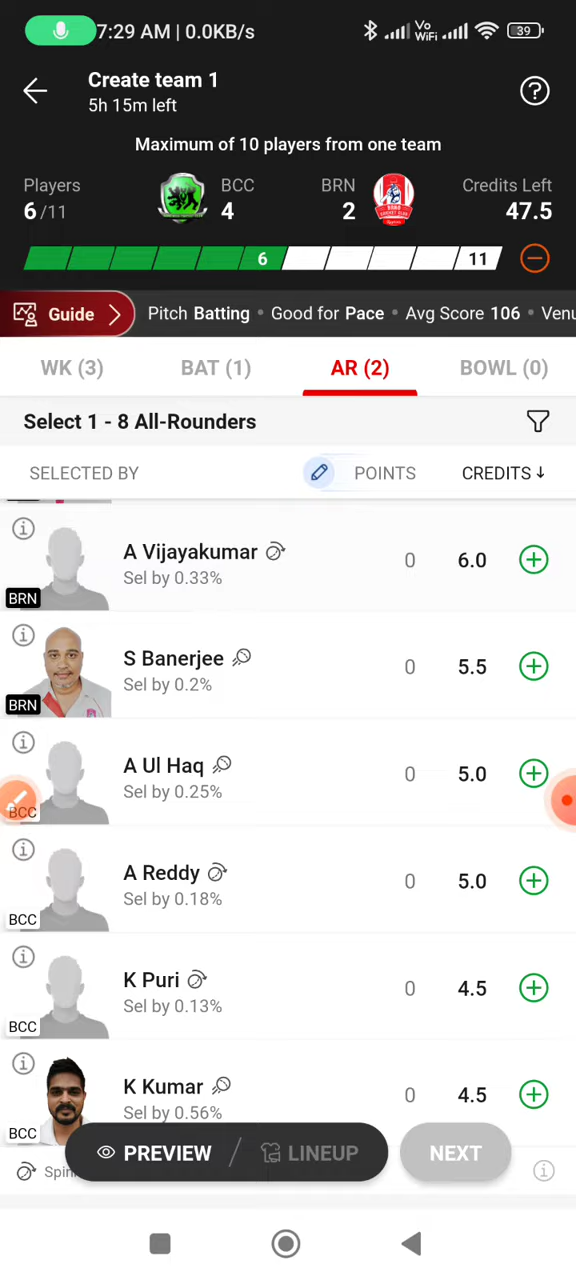 7:29 AM | 0.0KB/s Vo WiFi 39
Create team 1
5h 15m left
Maximum of 10 players from one team
Players BCC BRN Credits Left
6/11 4 2 47.5
6 11
Guide Pitch Batting • Good for Pace • Avg Score 106 • Venu
WK (3) BAT (1) AR (2) BOWL (0)
Select 1 - 8 All-Rounders
SELECTED BY POINTS CREDITS↓
A Vijayakumar 0 6.0
Sel by 0.33%
BRN
S Banerjee 0 5.5
Sel by 0.2%
BRN
A Ul Haq 0 5.0
Sel by 0.25%
BCC
A Reddy 0 5.0
Sel by 0.18%
BCC
K Puri 0 4.5
Sel by 0.13%
BCC
K Kumar 0 4.5
Sel by 0.56%
BCC
PREVIEW / LINEUP NEXT
Spin